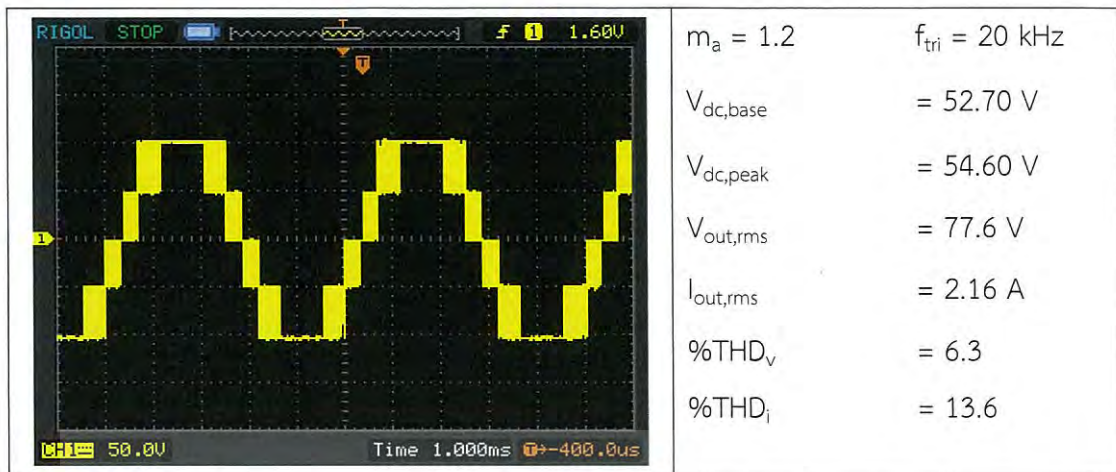 RIGOL STOP T f 1 1.60V
T
1
CH1 50.0V Time 1.000ms T→-400.0us
mₐ = 1.2 fₜᵣᵢ = 20 kHz
V_dc,base = 52.70 V
V_dc,peak = 54.60 V
V_out,rms = 77.6 V
I_out,rms = 2.16 A
%THD_v = 6.3
%THD_i = 13.6